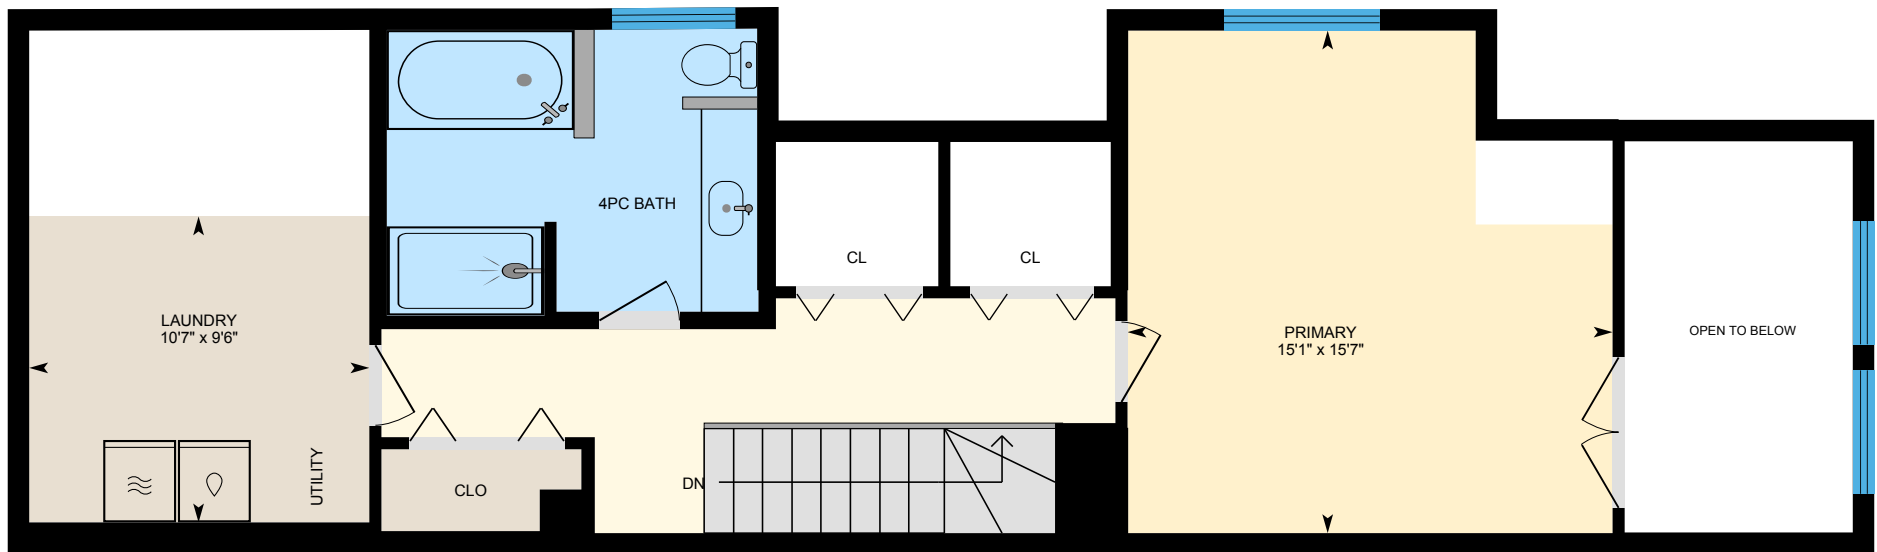 4PC BATH
CL
CL
LAUNDRY
10'7" x 9'6"
PRIMARY
15'1" x 15'7"
OPEN TO BELOW
UTILITY
CLO
DN